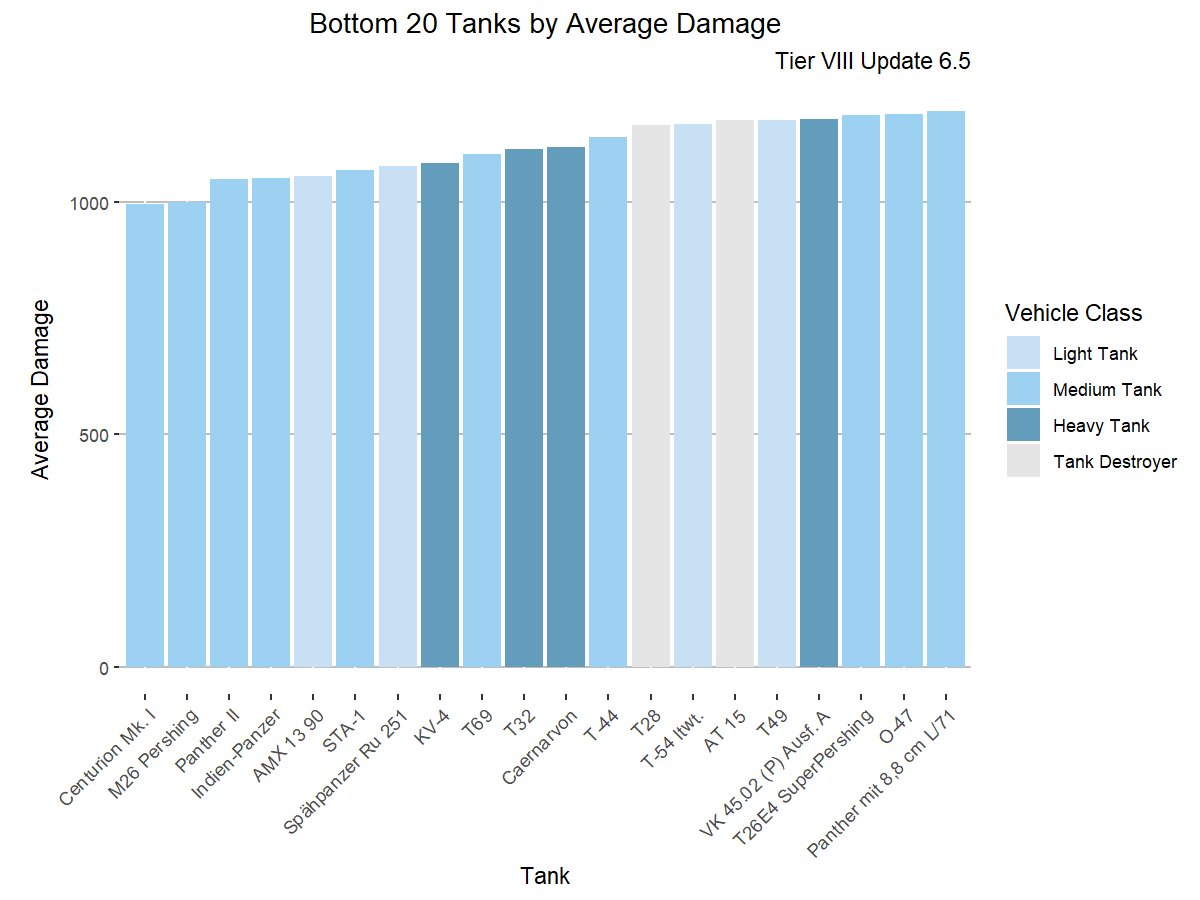 Bottom 20 Tanks by Average Damage
Tier VIII Update 6.5
Average Damage
1000
500
0
Centurion Mk. I
M26 Pershing
Panther II
Indien-Panzer
AMX 13 90
STA-1
Spähpanzer Ru 251
KV-4
T69
T32
Caernarvon
T-44
T28
T-54 ltwt.
AT 15
T49
VK 45.02 (P) Ausf. A
T26E4 SuperPershing
O-47
Panther mit 8,8 cm L/71
Tank
Vehicle Class
Light Tank
Medium Tank
Heavy Tank
Tank Destroyer